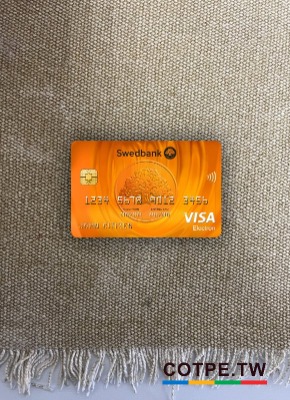 Swedbank
1234 5678 9012 3456
VISA
Electron
COTPE.TW